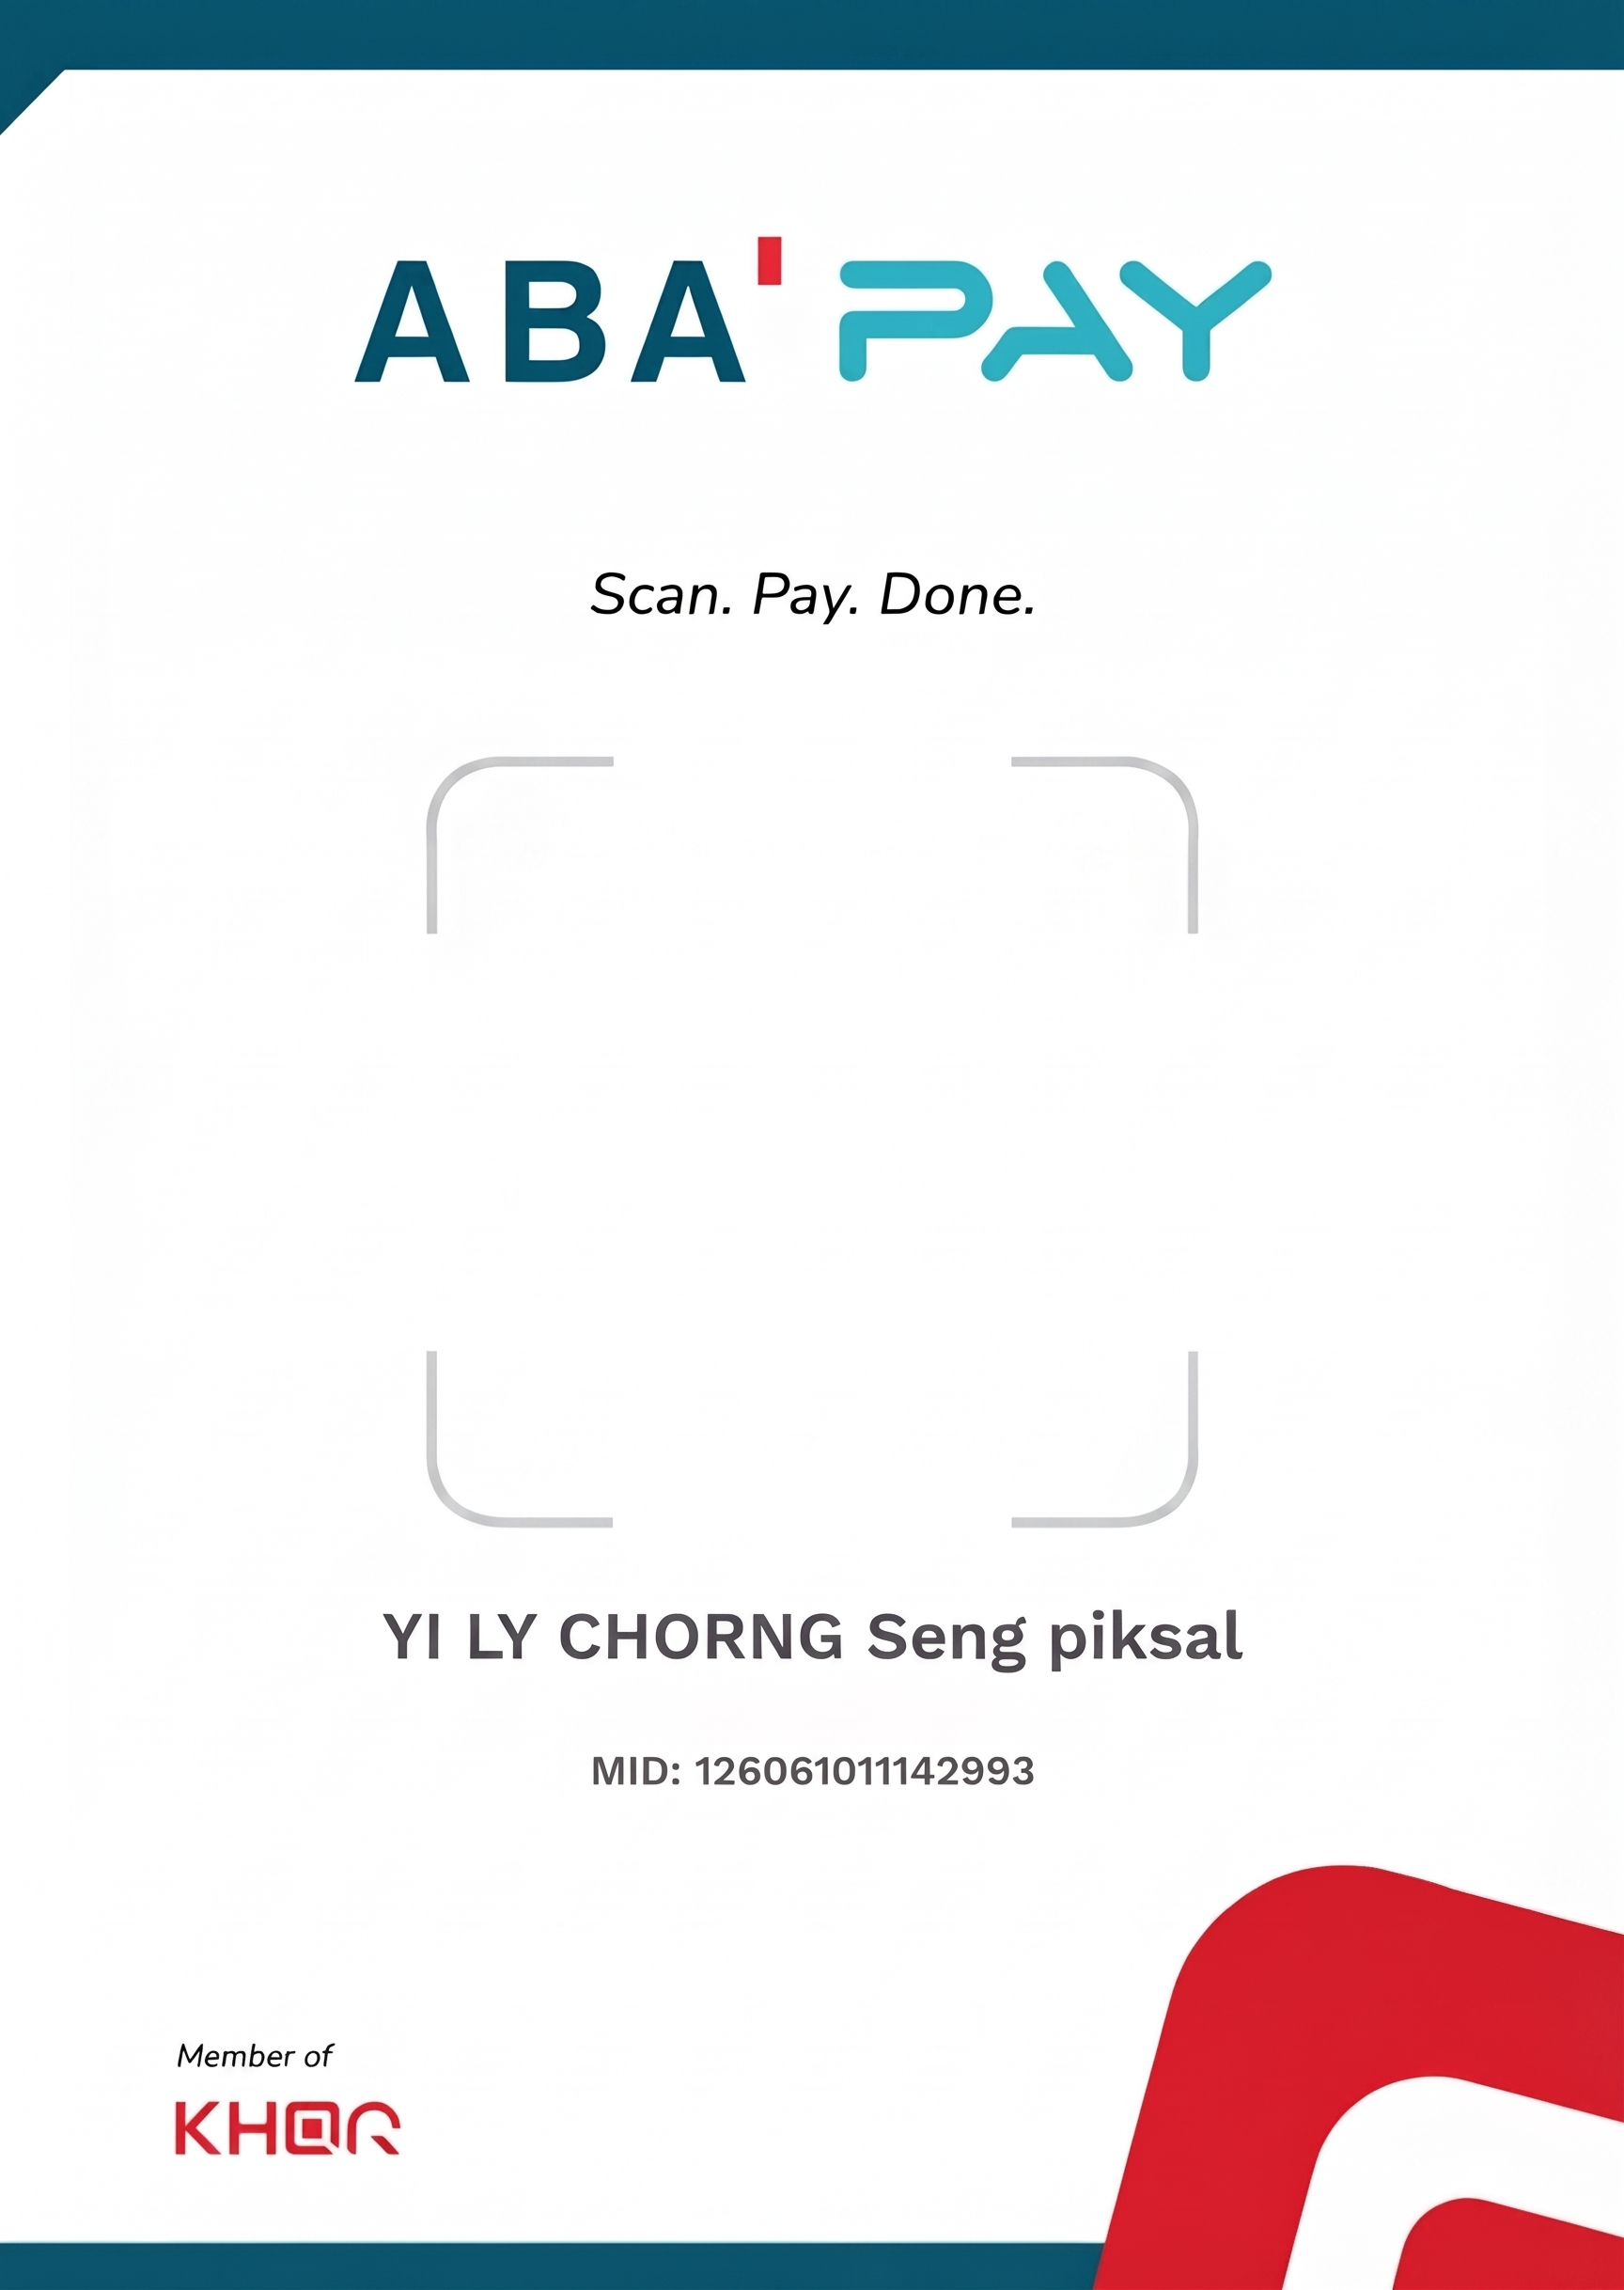 ABA' PAY
Scan. Pay. Done.
YI LY CHORNG Seng piksal
MID: 126061011142993
Member of
KHQR